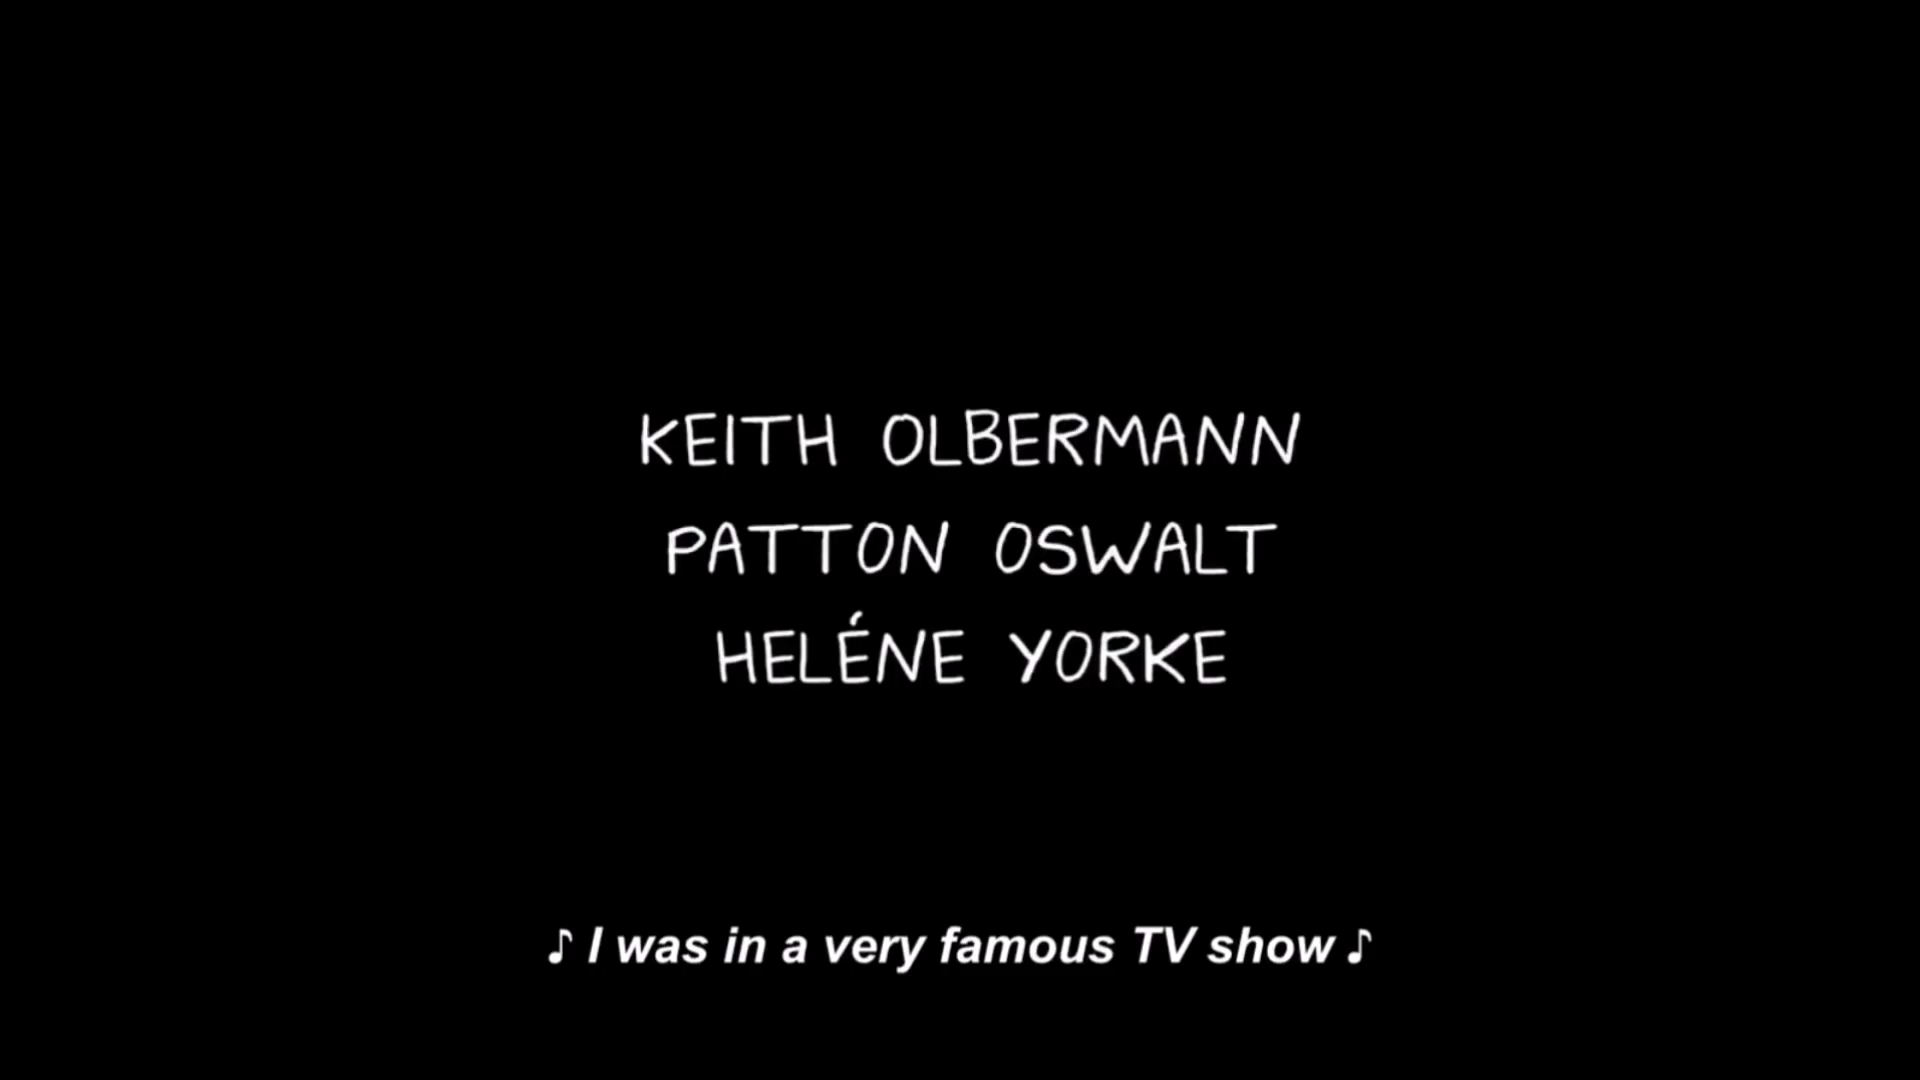 KEITH OLBERMANN
PATTON OSWALT
HELÉNE YORKE
♪ I was in a very famous TV show ♪